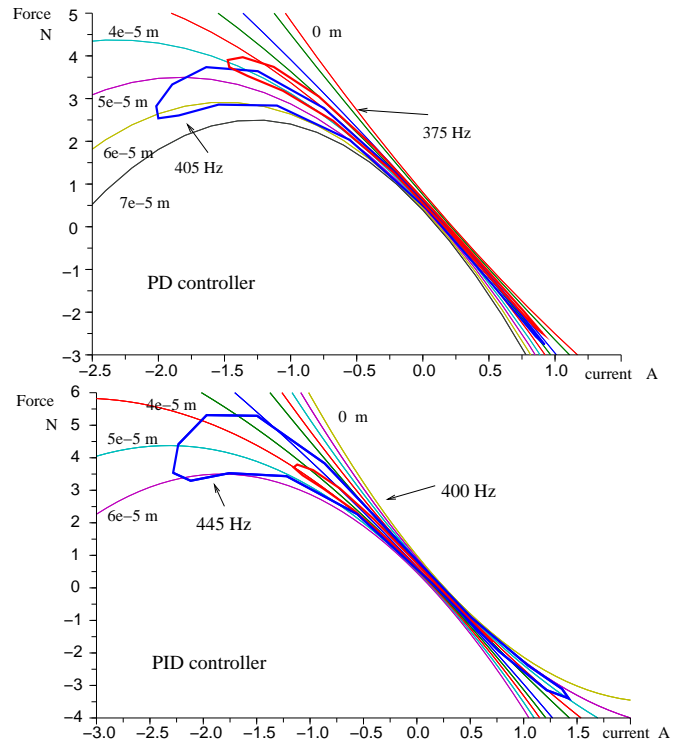 Force
N
5
4
3
2
1
0
−1
−2
−3
4e−5 m
5e−5 m
6e−5 m
7e−5 m
0 m
375 Hz
405 Hz
PD controller
−2.5 −2.0 −1.5 −1.0 −0.5 0.0 0.5 1.0 current A
Force
N
6
5
4
3
2
1
0
−1
−2
−3
−4
4e−5 m
5e−5 m
6e−5 m
0 m
400 Hz
445 Hz
PID controller
−3.0 −2.5 −2.0 −1.5 −1.0 −0.5 0.0 0.5 1.0 1.5 current A